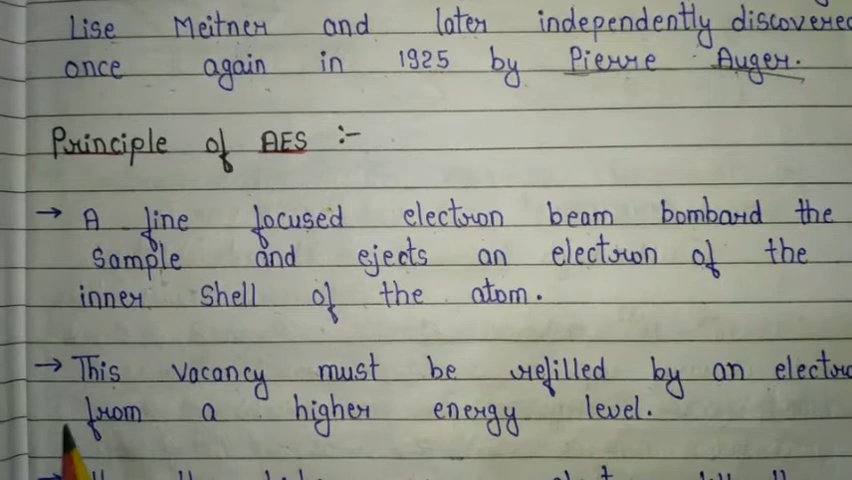 Lise Meitner and later independently discovered
once again in 1925 by Pierre Auger.
Principle of AES :-
→ A fine focused electron beam bombard the
sample and ejects an electron of the
inner shell of the atom.
→ This vacancy must be refilled by an electro
from a higher energy level.